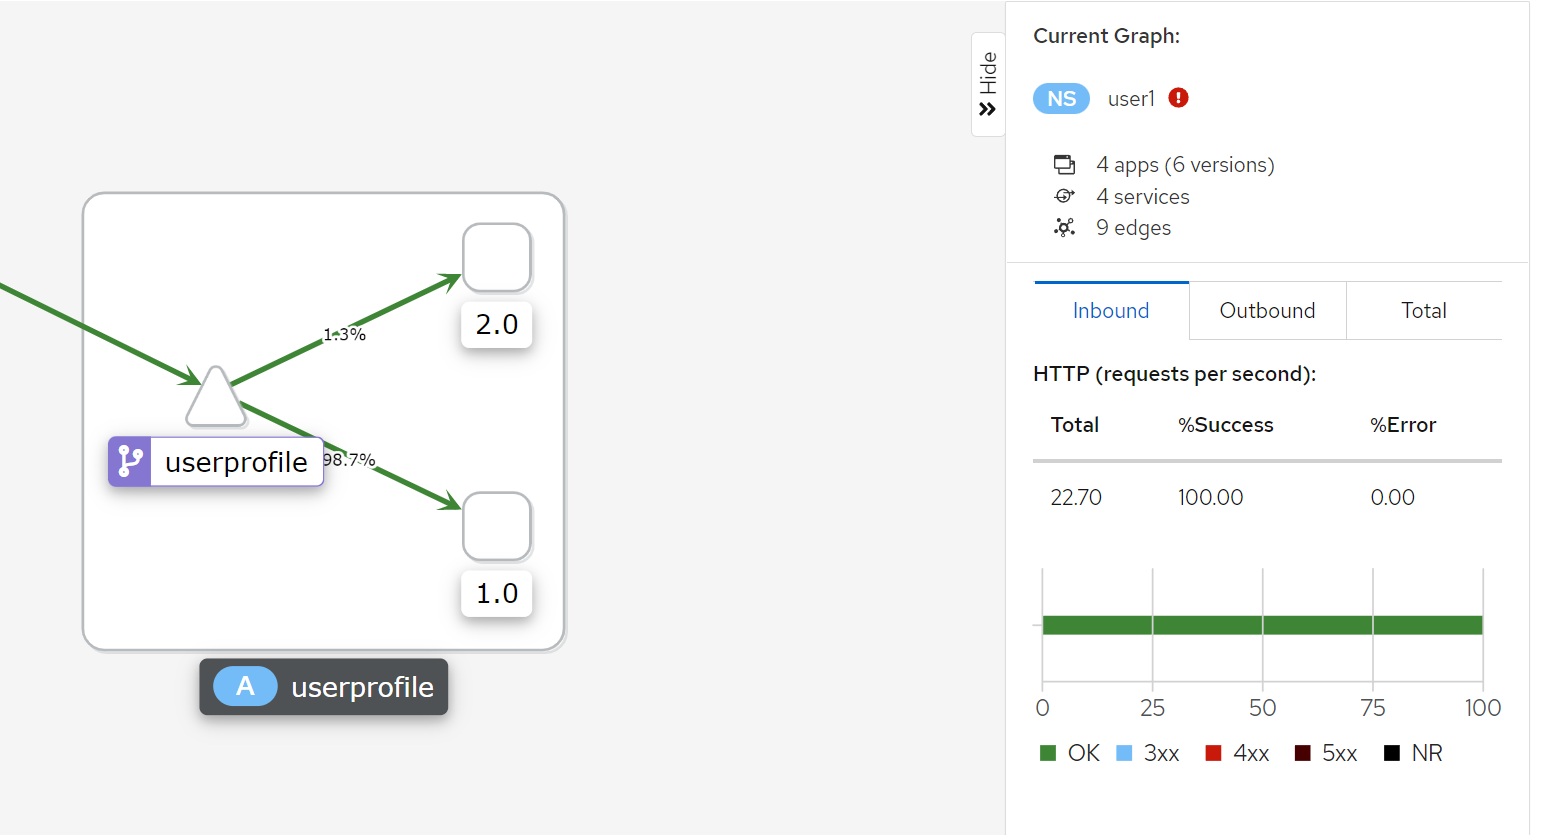 2.0
1.3%
userprofile
98.7%
1.0
A userprofile
Hide
Current Graph:
NS user1
4 apps (6 versions)
4 services
9 edges
Inbound Outbound Total
HTTP (requests per second):
Total %Success %Error
22.70 100.00 0.00
0 25 50 75 100
OK 3xx 4xx 5xx NR